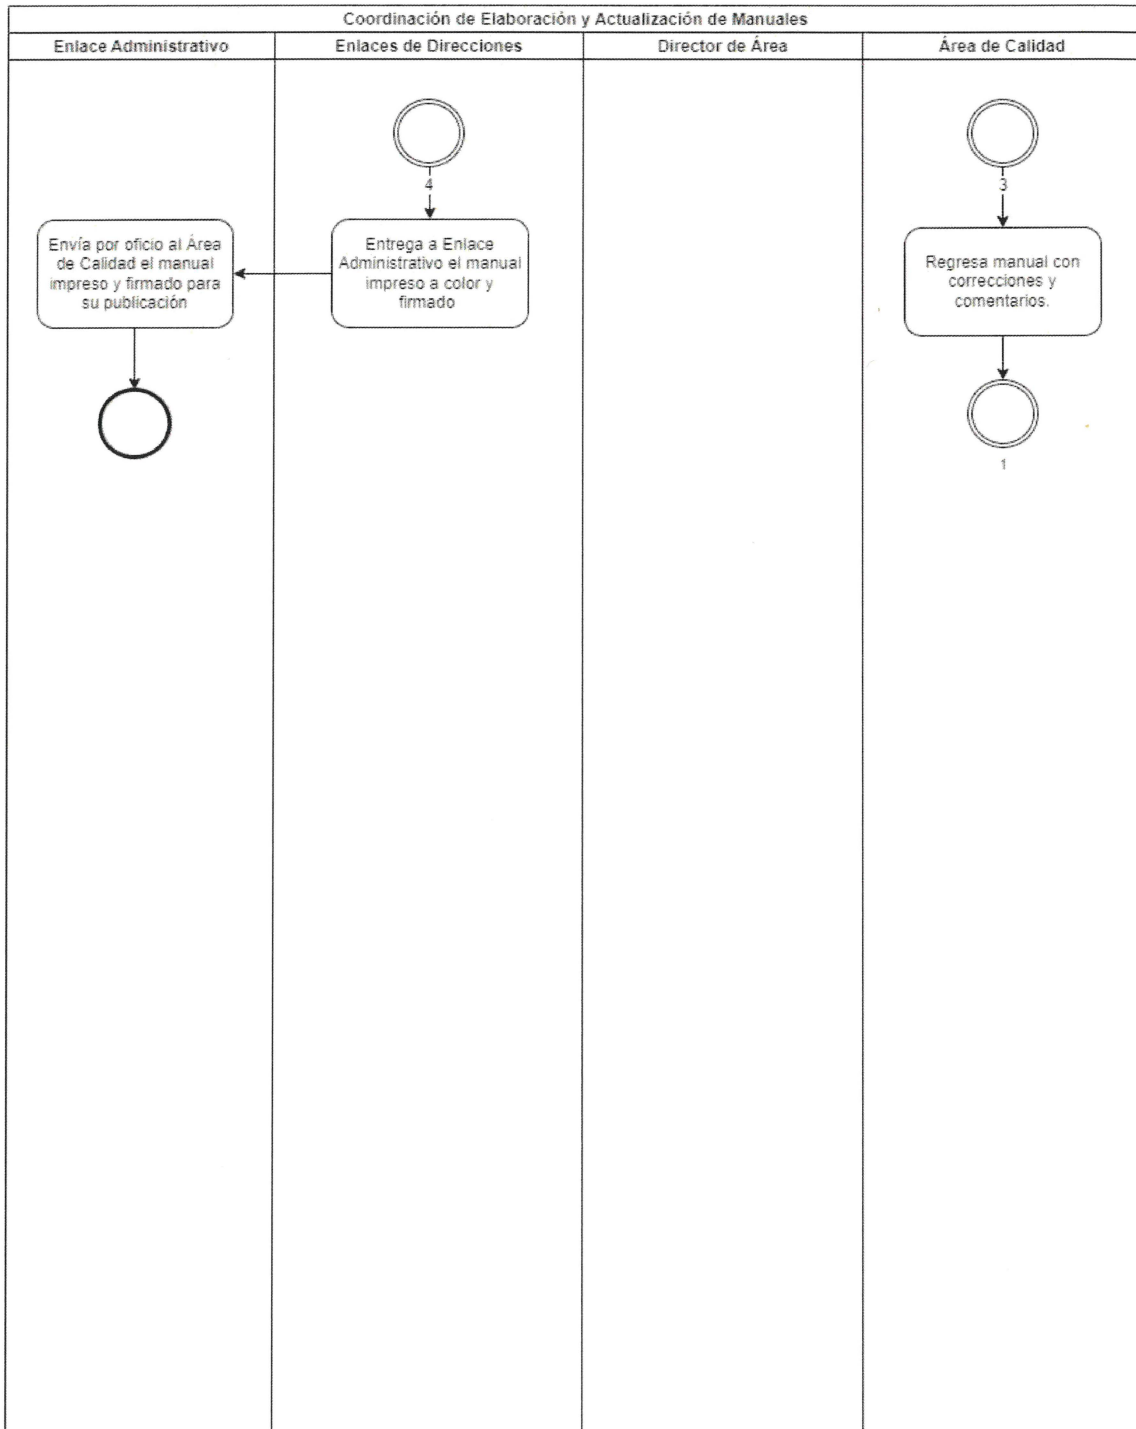 Coordinación de Elaboración y Actualización de Manuales
Enlace Administrativo
Enlaces de Direcciones
Director de Área
Área de Calidad
4
3
Envía por oficio al Área
de Calidad el manual
impreso y firmado para
su publicación
Entrega a Enlace
Administrativo el manual
impreso a color y
firmado
Regresa manual con
correcciones y
comentarios.
1